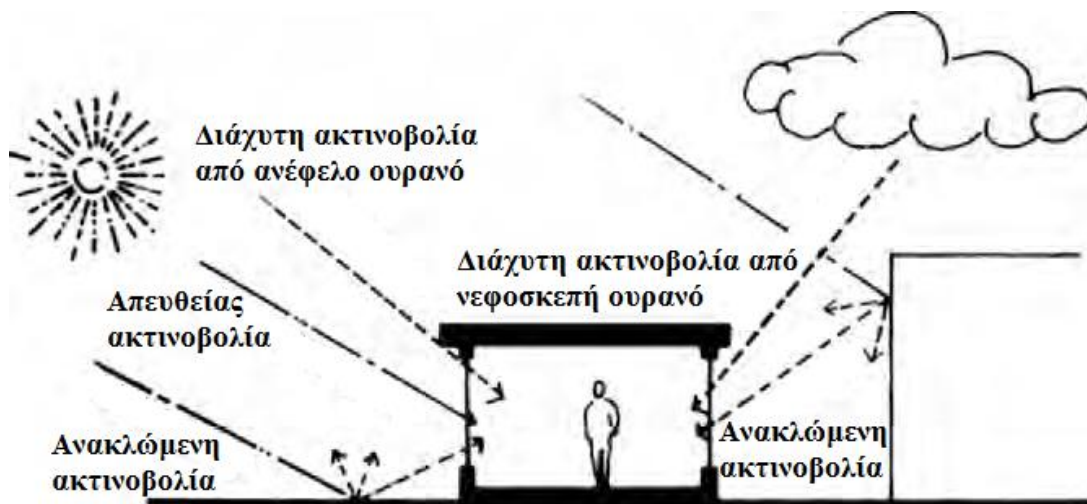 Διάχυτη ακτινοβολία
από ανέφελο ουρανό
Διάχυτη ακτινοβολία από
νεφοσκεπή ουρανό
Απευθείας
ακτινοβολία
Ανακλώμενη
ακτινοβολία
Ανακλώμενη
ακτινοβολία